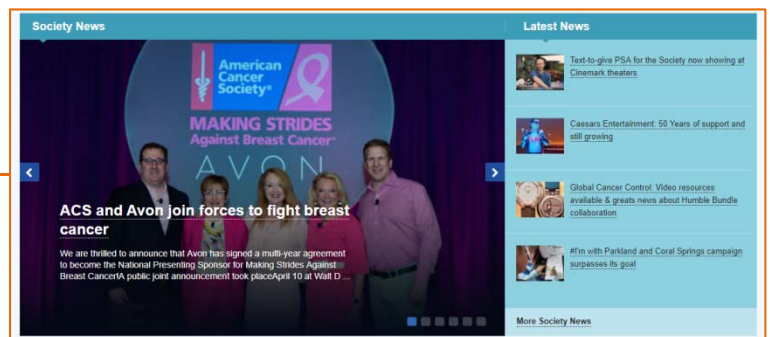 Society News
American
Cancer
Society®
MAKING STRIDES
Against Breast Cancer®
AVON
ACS and Avon join forces to fight breast
cancer
We are thrilled to announce that Avon has signed a multi-year agreement
to become the National Presenting Sponsor for Making Strides Against
Breast Cancer!A public joint announcement took placeApril 10 at Walt D ...
Latest News
Text-to-give PSA for the Society now showing at
Cinemark theaters
Caesars Entertainment: 50 Years of support and
still growing
Global Cancer Control: Video resources
available & greats news about Humble Bundle
collaboration
#I'm with Parkland and Coral Springs campaign
surpasses its goal
More Society News